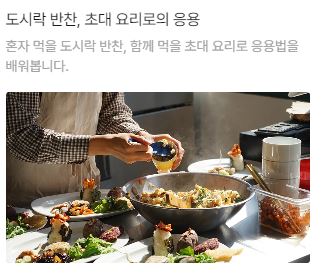 도시락 반찬, 초대 요리로의 응용
혼자 먹을 도시락 반찬, 함께 먹을 초대 요리로 응용법을
배워봅니다.